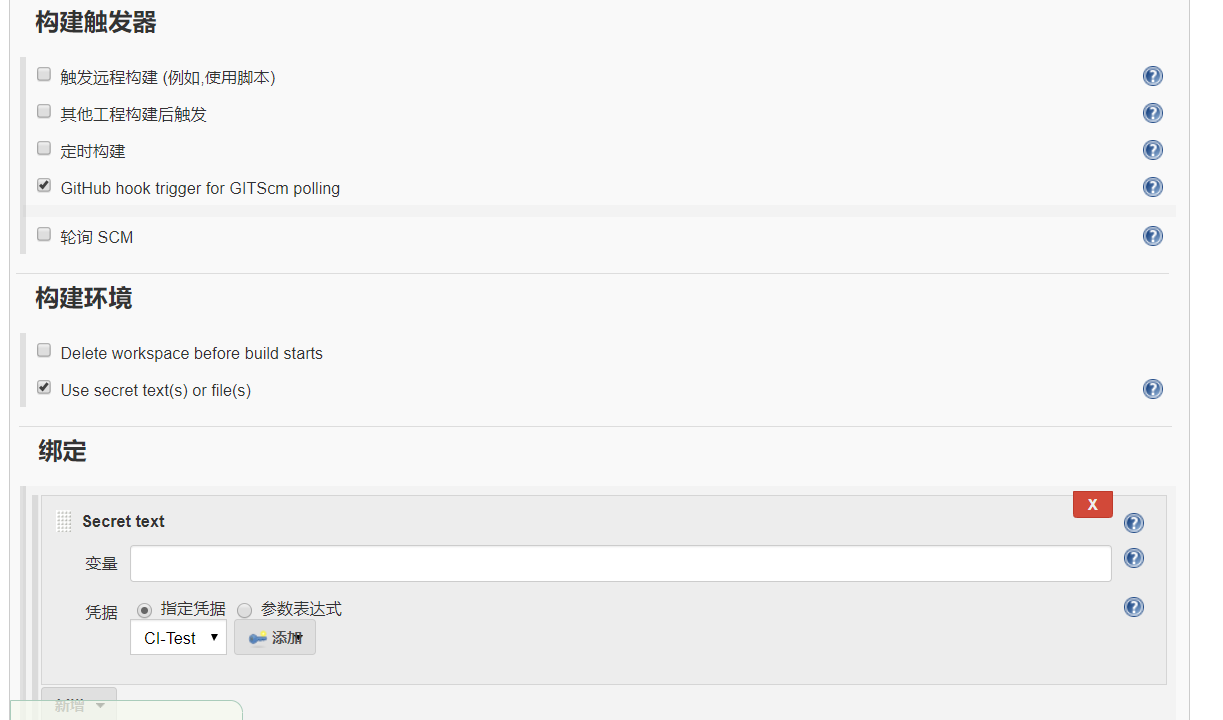 构建触发器
触发远程构建 (例如,使用脚本)
其他工程构建后触发
定时构建
GitHub hook trigger for GITScm polling
轮询 SCM
构建环境
Delete workspace before build starts
Use secret text(s) or file(s)
绑定
X
Secret text
变量
凭据 指定凭据 参数表达式
CI-Test 添加
新增